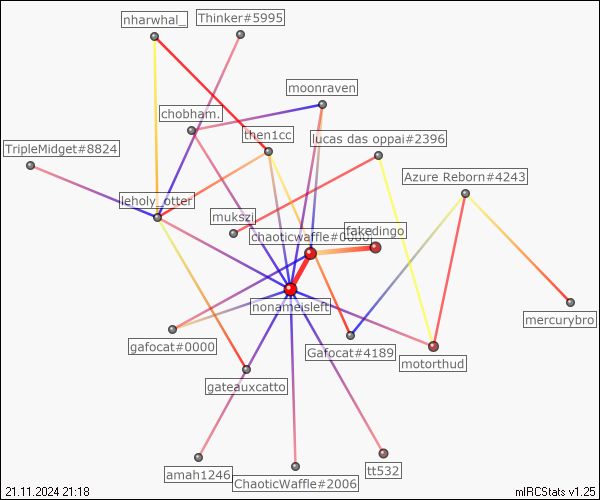 nharwhal_
Thinker#5995
moonraven
chobham.
then1cc
lucas das oppai#2396
TripleMidget#8824
Azure Reborn#4243
leholy_otter
mukszi
fakedingo
chaoticwaffle#0000
nonameisleft
mercurybro
gafocat#0000
Gafocat#4189
motorthud
gateauxcatto
amah1246
tt532
ChaoticWaffle#2006
21.11.2024 21:18
mIRCStats v1.25